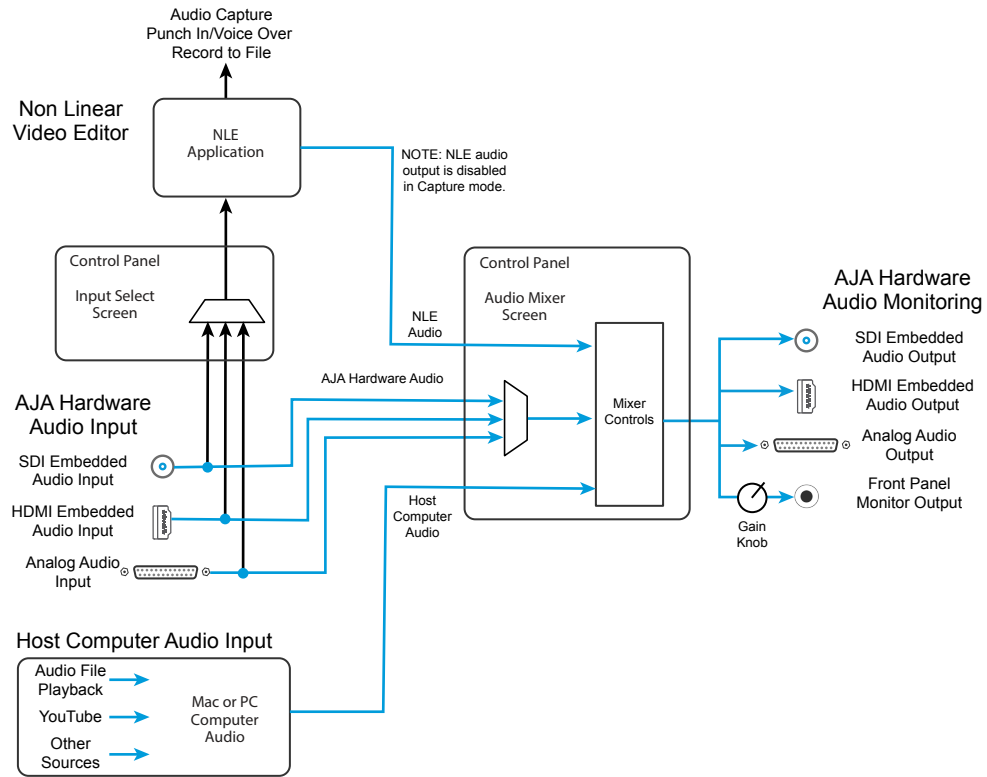 Audio Capture
Punch In/Voice Over
Record to File
Non Linear
Video Editor
NLE
Application
NOTE: NLE audio
output is disabled
in Capture mode.
Control Panel
Input Select
Screen
Control Panel
Audio Mixer
Screen
NLE
Audio
AJA Hardware Audio
Mixer
Controls
Host
Computer
Audio
AJA Hardware
Audio Monitoring
SDI Embedded
Audio Output
HDMI Embedded
Audio Output
Analog Audio
Output
Front Panel
Monitor Output
Gain
Knob
AJA Hardware
Audio Input
SDI Embedded
Audio Input
HDMI Embedded
Audio Input
Analog Audio
Input
Host Computer Audio Input
Audio File
Playback
YouTube
Other
Sources
Mac or PC
Computer
Audio